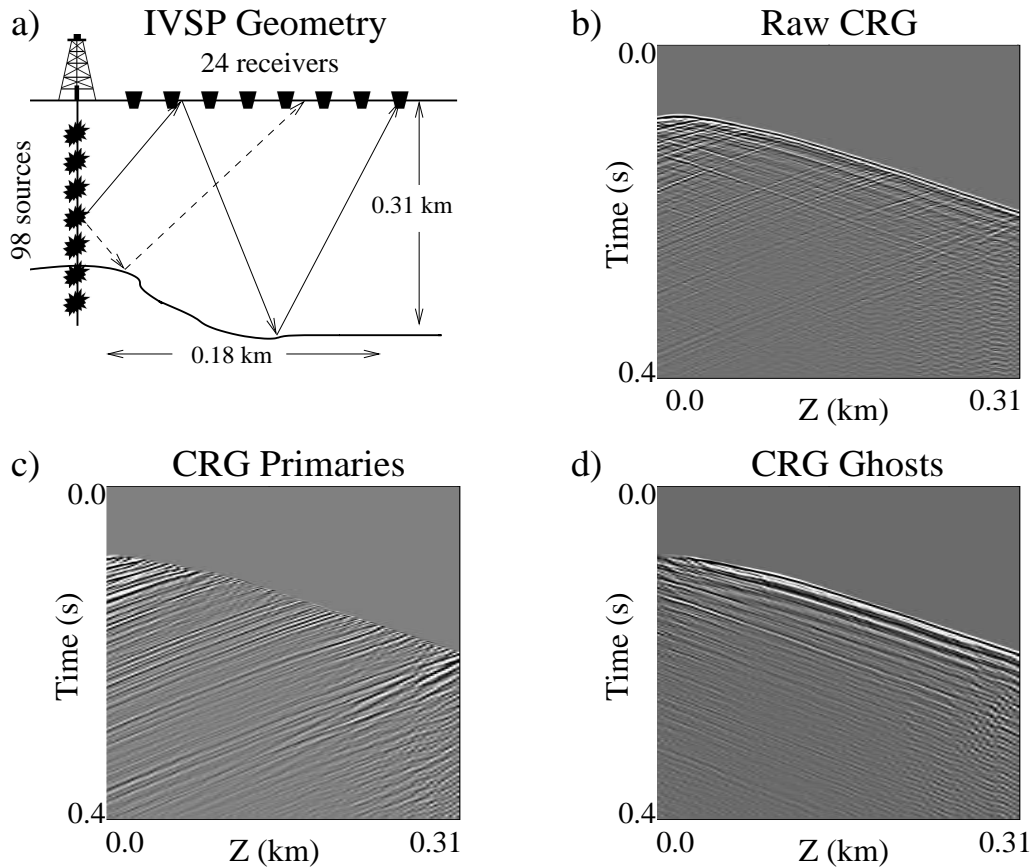 a) IVSP Geometry
24 receivers
98 sources
0.31 km
0.18 km
b) Raw CRG
0.0
Time (s)
0.4
0.0 0.31
Z (km)
c) CRG Primaries
0.0
Time (s)
0.4
0.0 0.31
Z (km)
d) CRG Ghosts
0.0
Time (s)
0.4
0.0 0.31
Z (km)